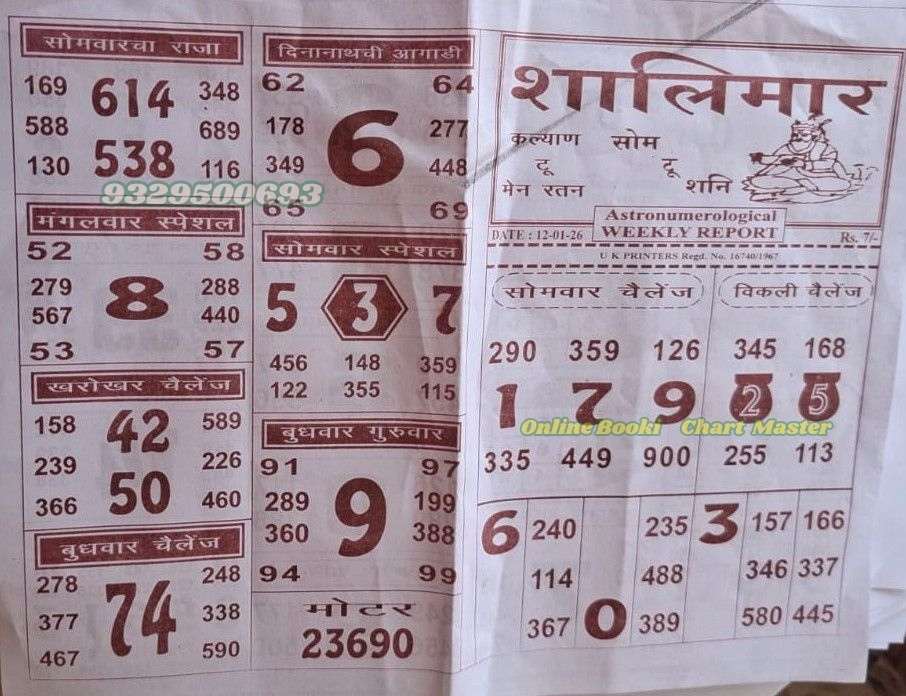 सोमवारचा राजा
169 614 348
588 689
130 538 116
9329500693
मंगलवार स्पेशल
52 58
279 8 288
567 440
53 57
खरोखर चैलेंज
158 42 589
239 226
366 50 460
बुधवार चैलेंज
278 248
377 74 338
467 590
दिनानाथची आगाडी
62 64
178 6 277
349 448
65 69
सोमवार स्पेशल
5 3 7
456 148 359
122 355 115
बुधवार गुरुवार
91 97
289 9 199
360 388
94 99
मोटर
23690
शालिमार
कल्याण सोम
टू टू
मेन रतन शनि
Astronumerological
DATE : 12-01-26 WEEKLY REPORT Rs. 7/-
U K PRINTERS Regd. No. 16740/1967
सोमवार चैलेंज विकली चैलेंज
290 359 126 345 168
1 7 9 2 5
Online Booki Chart Master
335 449 900 255 113
6 240 235 3 157 166
114 488 346 337
367 0 389 580 445